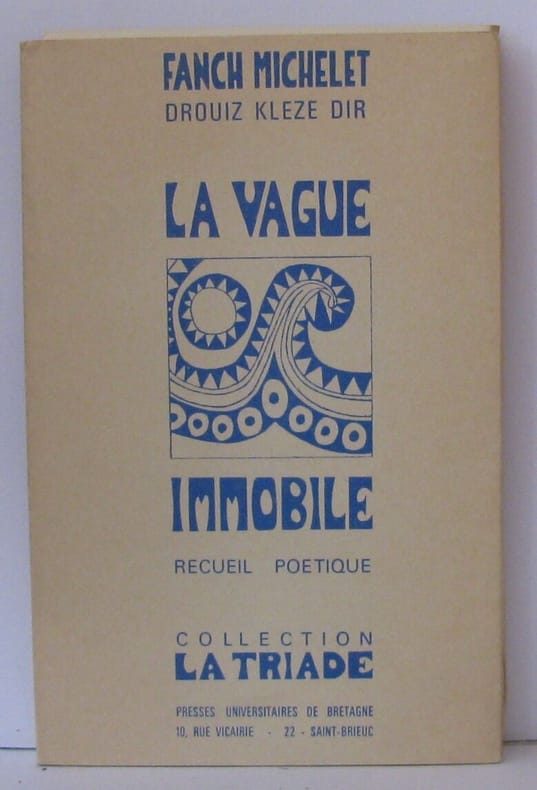 FANCH MICHELET
DROUIZ KLEZE DIR
LA VAGUE
IMMOBILE
RECUEIL POETIQUE
COLLECTION
LA TRIADE
PRESSES UNIVERSITAIRES DE BRETAGNE
10, RUE VICAIRIE - 22 - SAINT-BRIEUC